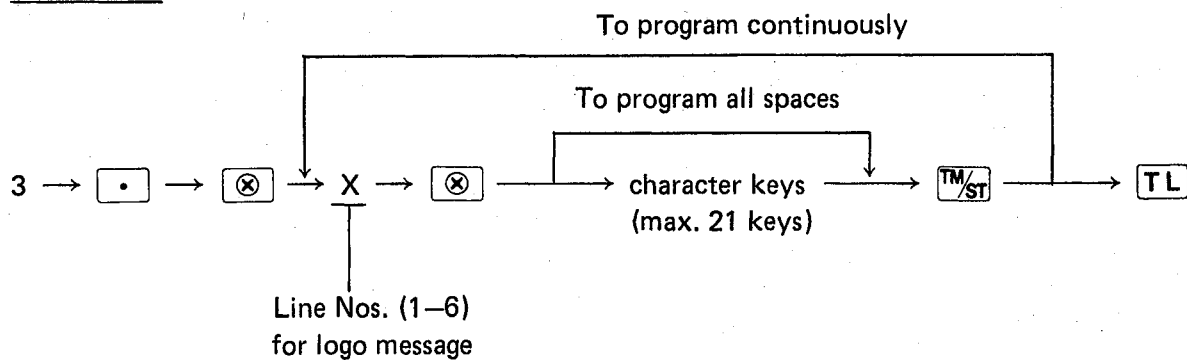 To program continuously
To program all spaces
3 → • → ⊗ → X → ⊗ → character keys → TM/ST → TL
(max. 21 keys)
Line Nos. (1–6)
for logo message